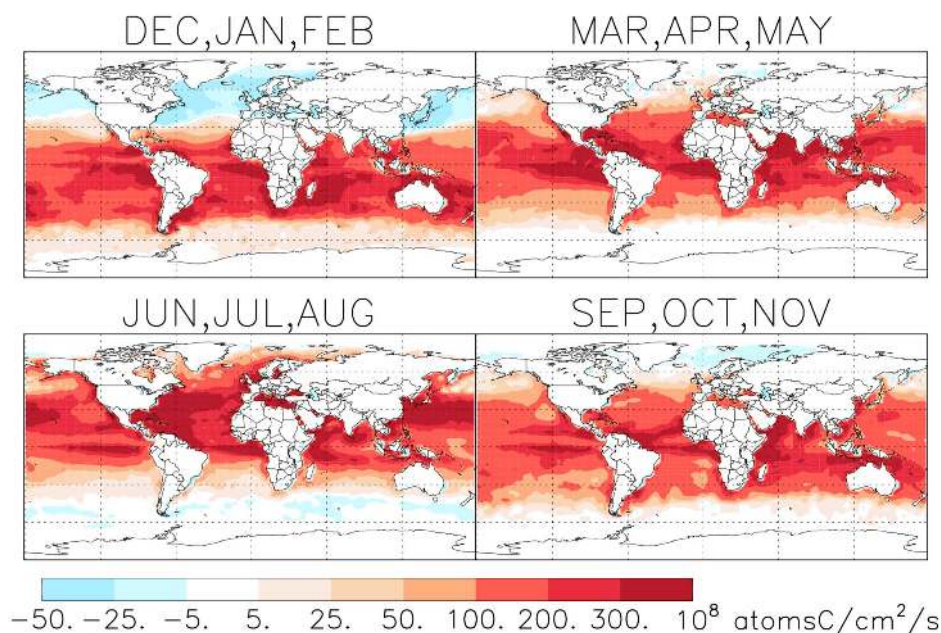 DEC,JAN,FEB
MAR,APR,MAY
JUN,JUL,AUG
SEP,OCT,NOV
-50. -25. -5. 5. 25. 50. 100. 200. 300. 10⁸ atomsC/cm²/s